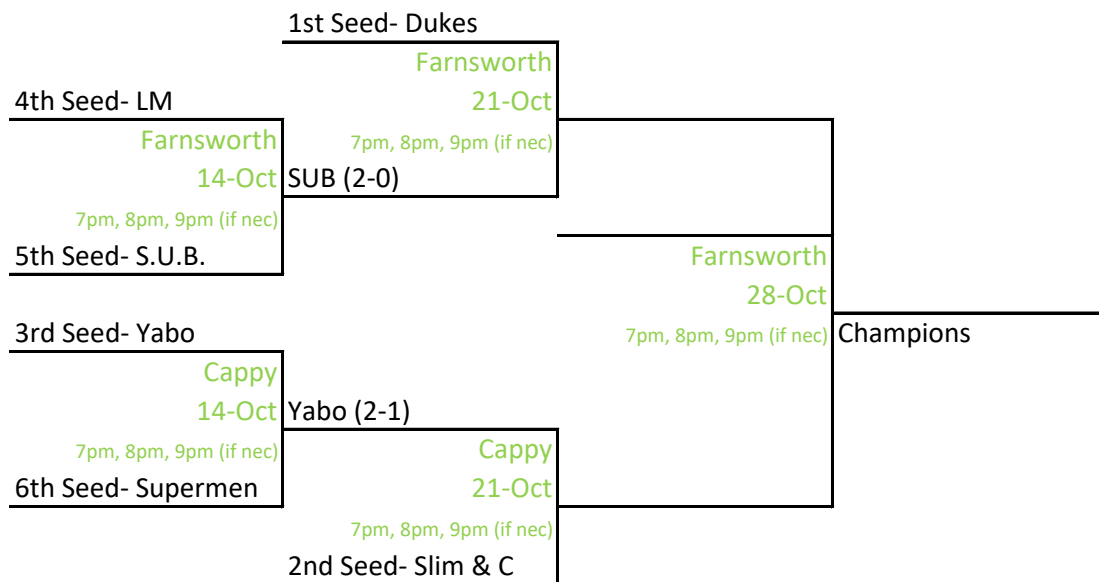 1st Seed- Dukes
Farnsworth
4th Seed- LM
21-Oct
Farnsworth
7pm, 8pm, 9pm (if nec)
14-Oct
SUB (2-0)
7pm, 8pm, 9pm (if nec)
5th Seed- S.U.B.
Farnsworth
28-Oct
3rd Seed- Yabo
7pm, 8pm, 9pm (if nec)
Champions
Cappy
14-Oct
Yabo (2-1)
7pm, 8pm, 9pm (if nec)
Cappy
6th Seed- Supermen
21-Oct
7pm, 8pm, 9pm (if nec)
2nd Seed- Slim & C